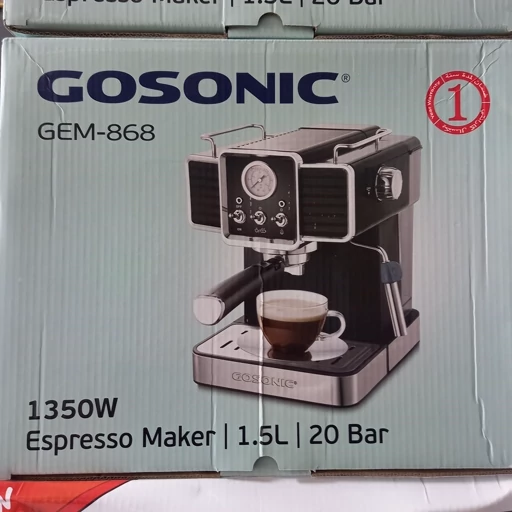 Espresso Maker | 1.5L | 20 Bar
GOSONIC®
GEM-868
1
GOSONIC®
1350W
Espresso Maker | 1.5L | 20 Bar